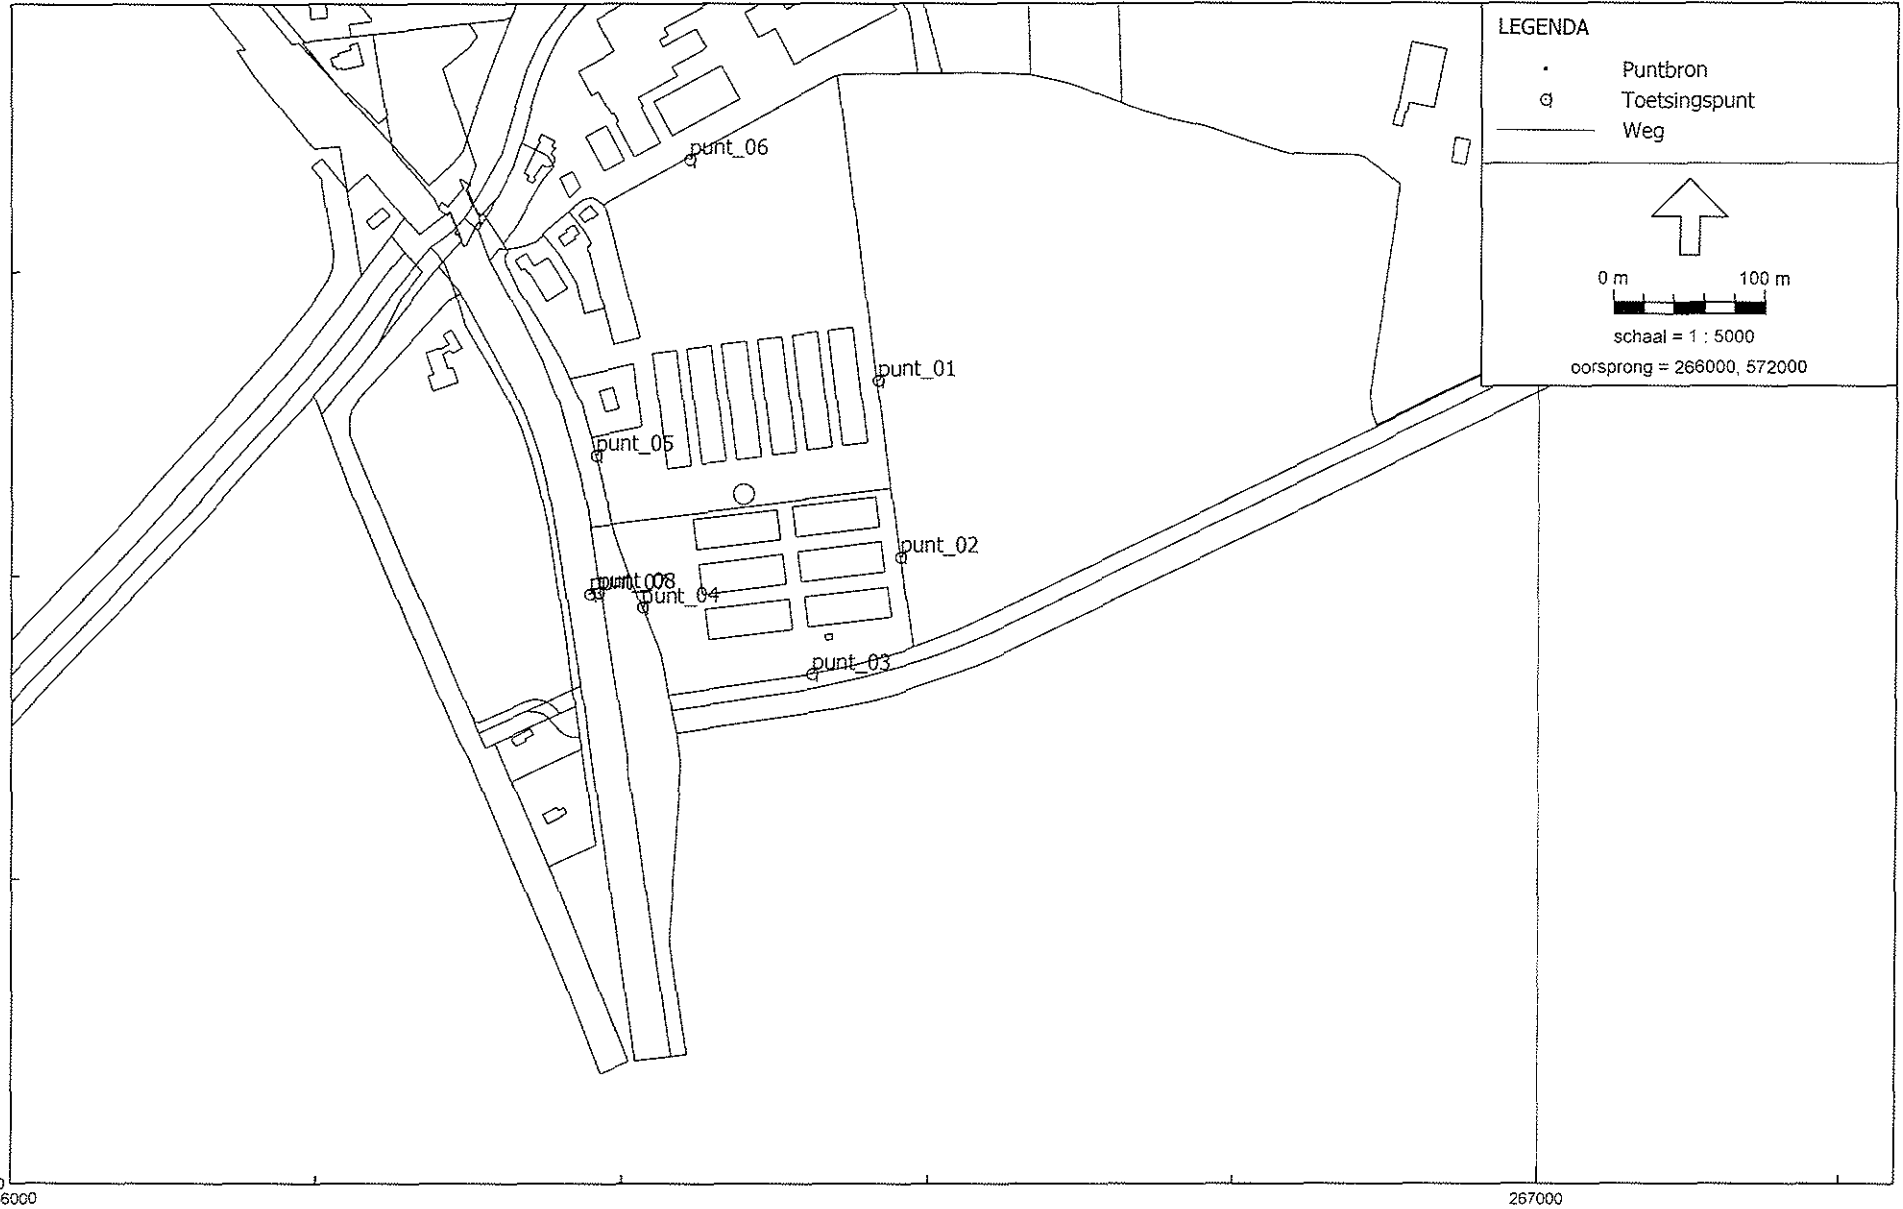 LEGENDA
Puntbron
Toetsingspunt
Weg
0 m 100 m
schaal = 1 : 5000
oorsprong = 266000, 572000
punt_06
punt_01
punt_05
punt_02
punt_08
punt_04
punt_03
267000